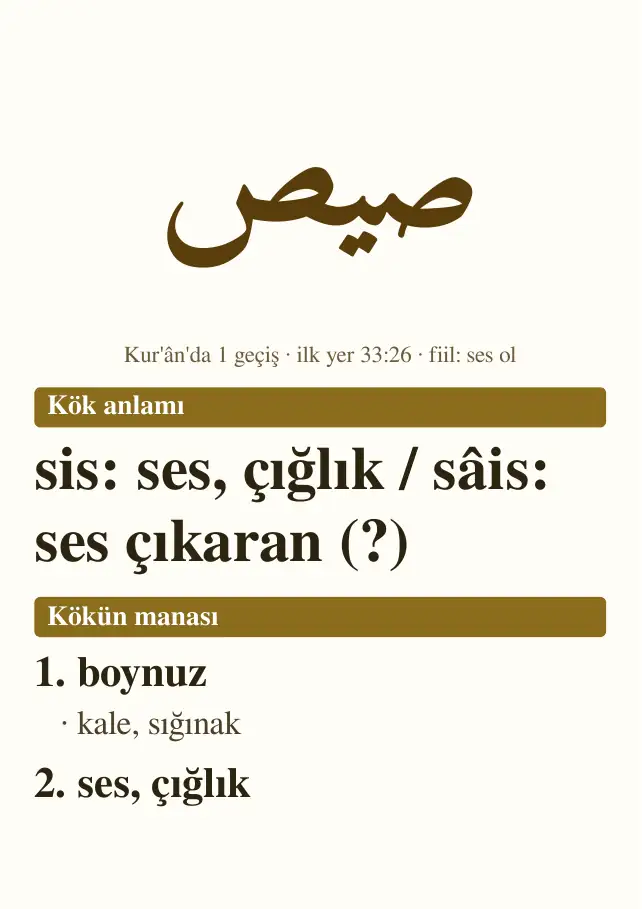 صيص
Kur'ân'da 1 geçiş · ilk yer 33:26 · fiil: ses ol
Kök anlamı
sis: ses, çığlık / sâis:
ses çıkaran (?)
Kökün manası
1. boynuz
· kale, sığınak
2. ses, çığlık